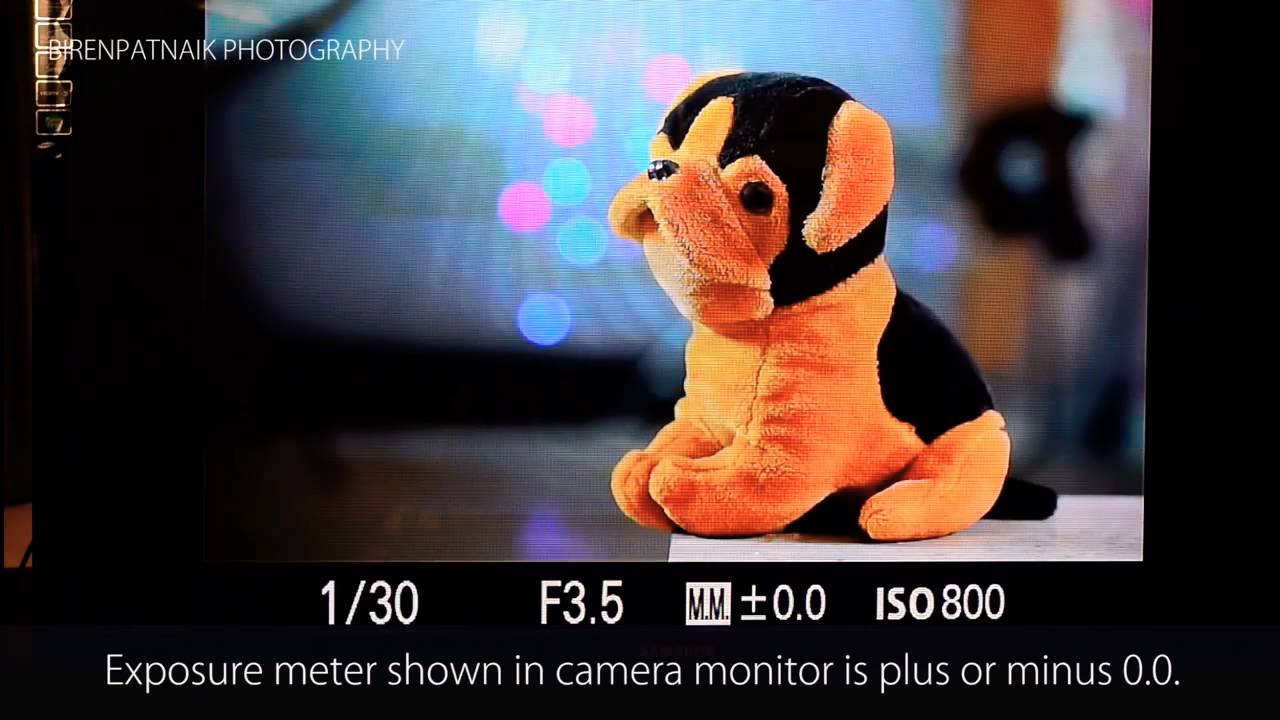 BIRENPATNAIK PHOTOGRAPHY
1/30 F3.5 M.M. ±0.0 ISO 800
Exposure meter shown in camera monitor is plus or minus 0.0.